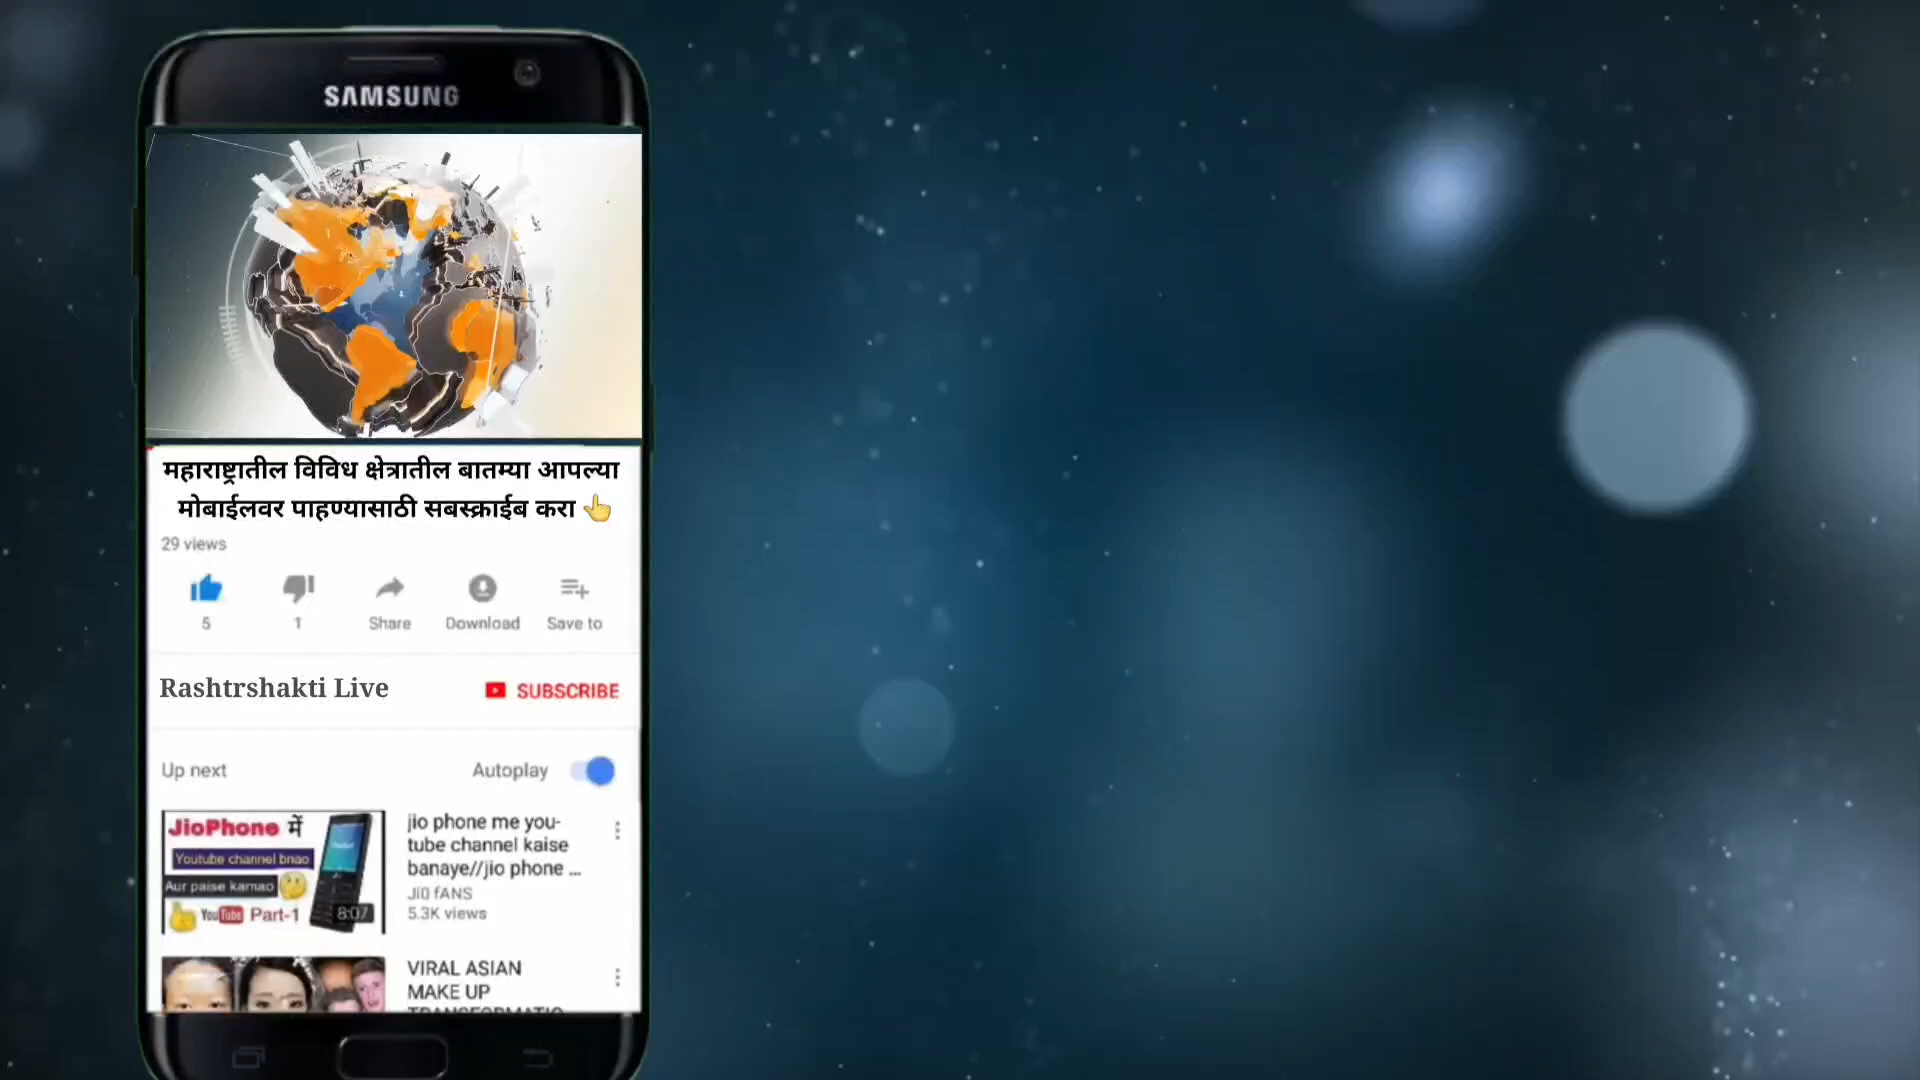 SAMSUNG
महाराष्ट्रातील विविध क्षेत्रातील बातम्या आपल्या
मोबाईलवर पाहण्यासाठी सबस्क्राईब करा 👆
29 views
5
1
Share
Download
Save to
Rashtrshakti Live
SUBSCRIBE
Up next
Autoplay
JioPhone में
Youtube channel bnao
Aur paise kamao
YouTube Part-1
8:07
jio phone me you-
tube channel kaise
banaye//jio phone ...
JiO fANS
5.3K views
VIRAL ASIAN
MAKE UP
TRANSFORMATIO